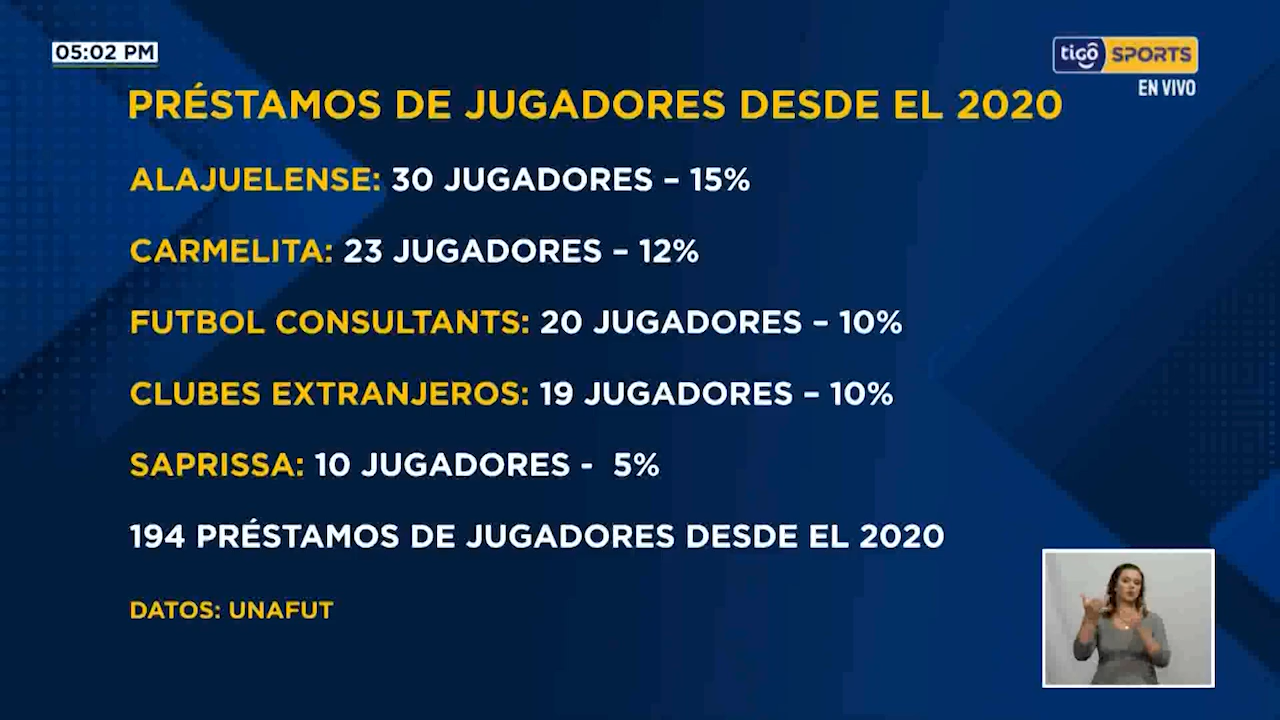 05:02 PM
tigo SPORTS
EN VIVO
PRÉSTAMOS DE JUGADORES DESDE EL 2020
ALAJUELENSE: 30 JUGADORES – 15%
CARMELITA: 23 JUGADORES – 12%
FUTBOL CONSULTANTS: 20 JUGADORES – 10%
CLUBES EXTRANJEROS: 19 JUGADORES – 10%
SAPRISSA: 10 JUGADORES - 5%
194 PRÉSTAMOS DE JUGADORES DESDE EL 2020
DATOS: UNAFUT